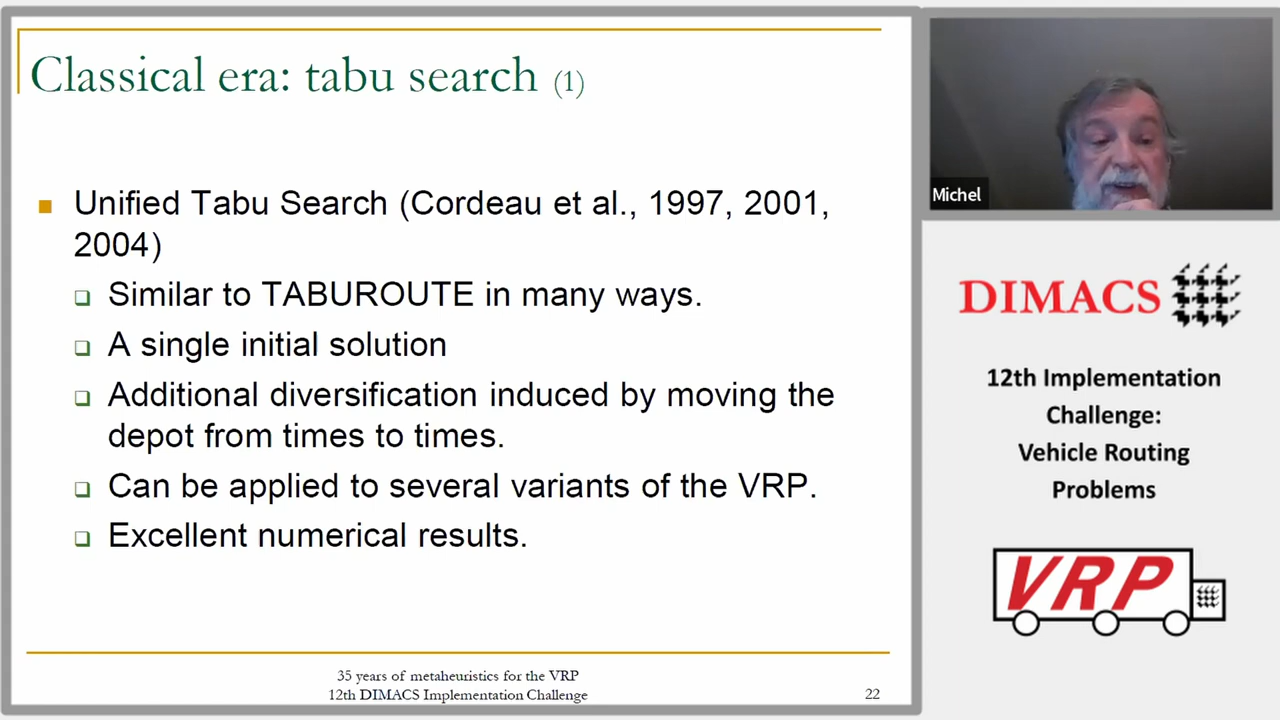 Classical era: tabu search (1)
Unified Tabu Search (Cordeau et al., 1997, 2001,
2004)
Similar to TABUROUTE in many ways.
A single initial solution
Additional diversification induced by moving the
depot from times to times.
Can be applied to several variants of the VRP.
Excellent numerical results.
35 years of metaheuristics for the VRP
12th DIMACS Implementation Challenge
22
Michel
DIMACS
12th Implementation
Challenge:
Vehicle Routing
Problems
VRP